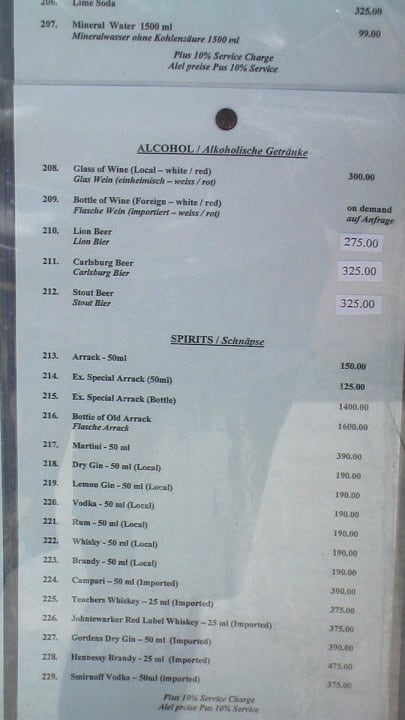 206. Lime Soda 325.00
207. Mineral Water 1500 ml 99.00
Mineralwasser ohne Kohlensäure 1500 ml
Plus 10% Service Charge
Alel preise Pus 10% Service
ALCOHOL / Alkoholische Getränke
208. Glass of Wine (Local – white / red) 300.00
Glas Wein (einheimisch – weiss / rot)
209. Bottle of Wine (Foreign – white / red) on demand
Flasche Wein (importiert – weiss / rot) auf Anfrage
210. Lion Beer 275.00
Lion Bier
211. Carlsburg Beer 325.00
Carlsburg Bier
212. Stout Beer 325.00
Stout Bier
SPIRITS / Schnäpse
213. Arrack - 50ml 150.00
214. Ex. Special Arrack (50ml) 125.00
215. Ex. Special Arrack (Bottle) 1400.00
216. Bottle of Old Arrack 1600.00
Flasche Arrack
217. Martini - 50 ml 390.00
218. Dry Gin - 50 ml (Local) 190.00
219. Lemon Gin - 50 ml (Local) 190.00
220. Vodka - 50 ml (Local) 190.00
221. Rum - 50 ml (Local) 190.00
222. Whisky - 50 ml (Local) 190.00
223. Brandy - 50 ml (Local) 190.00
224. Campari – 50 ml (Imported) 390.00
225. Teachers Whiskey – 25 ml (Imported) 375.00
226. Johniewarker Red Label Whiskey – 25 ml (Imported) 375.00
227. Gordens Dry Gin – 50 ml (Imported) 390.00
228. Hennessy Brandy - 25 ml (Imported) 475.00
229. Smirnoff Vodka – 50ml (imported) 375.00
Plus 10% Service Charge
Alel preise Pus 10% Service